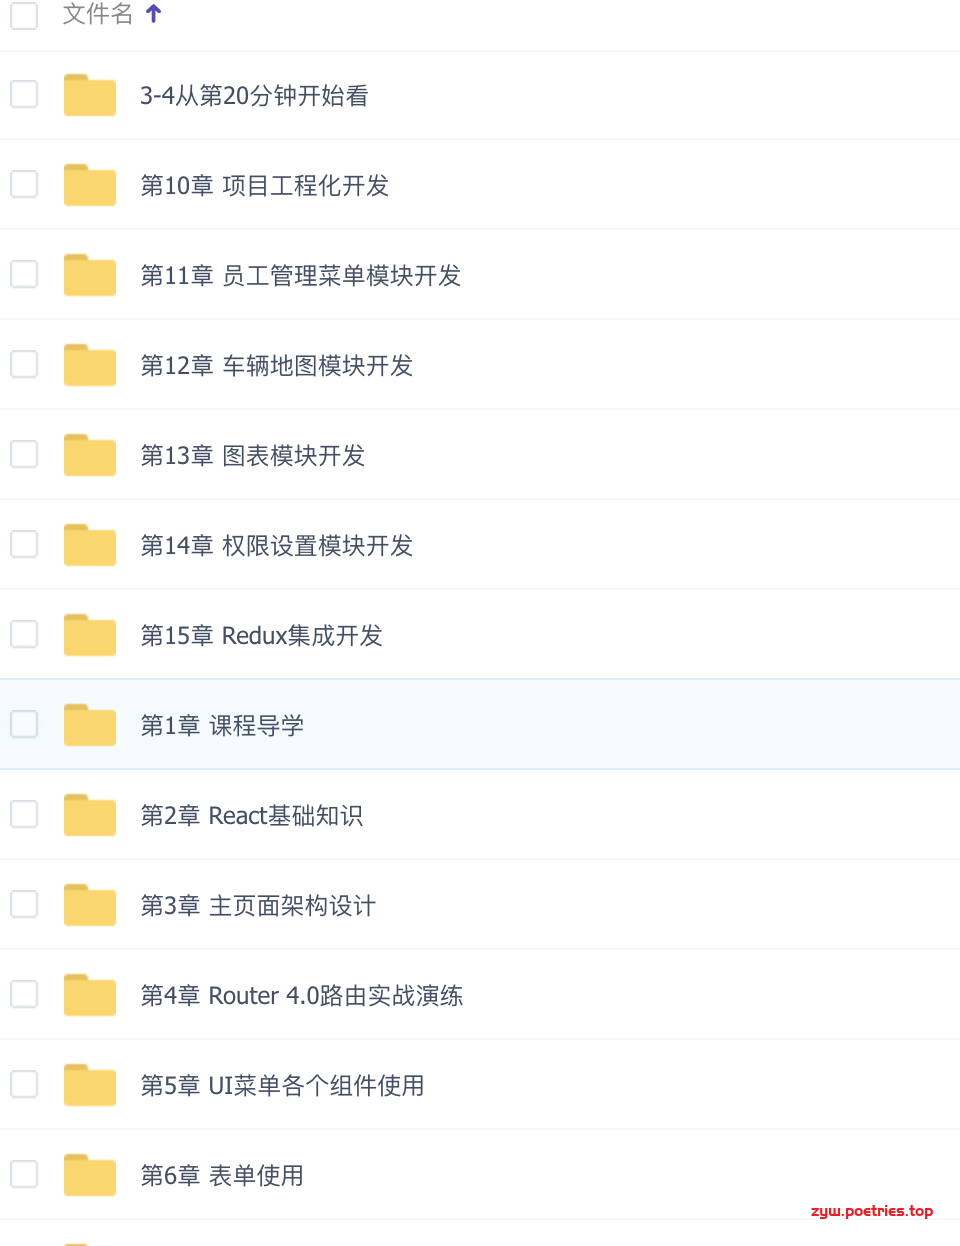 文件名
3-4从第20分钟开始看
第10章 项目工程化开发
第11章 员工管理菜单模块开发
第12章 车辆地图模块开发
第13章 图表模块开发
第14章 权限设置模块开发
第15章 Redux集成开发
第1章 课程导学
第2章 React基础知识
第3章 主页面架构设计
第4章 Router 4.0路由实战演练
第5章 UI菜单各个组件使用
第6章 表单使用
zyw.poetries.top